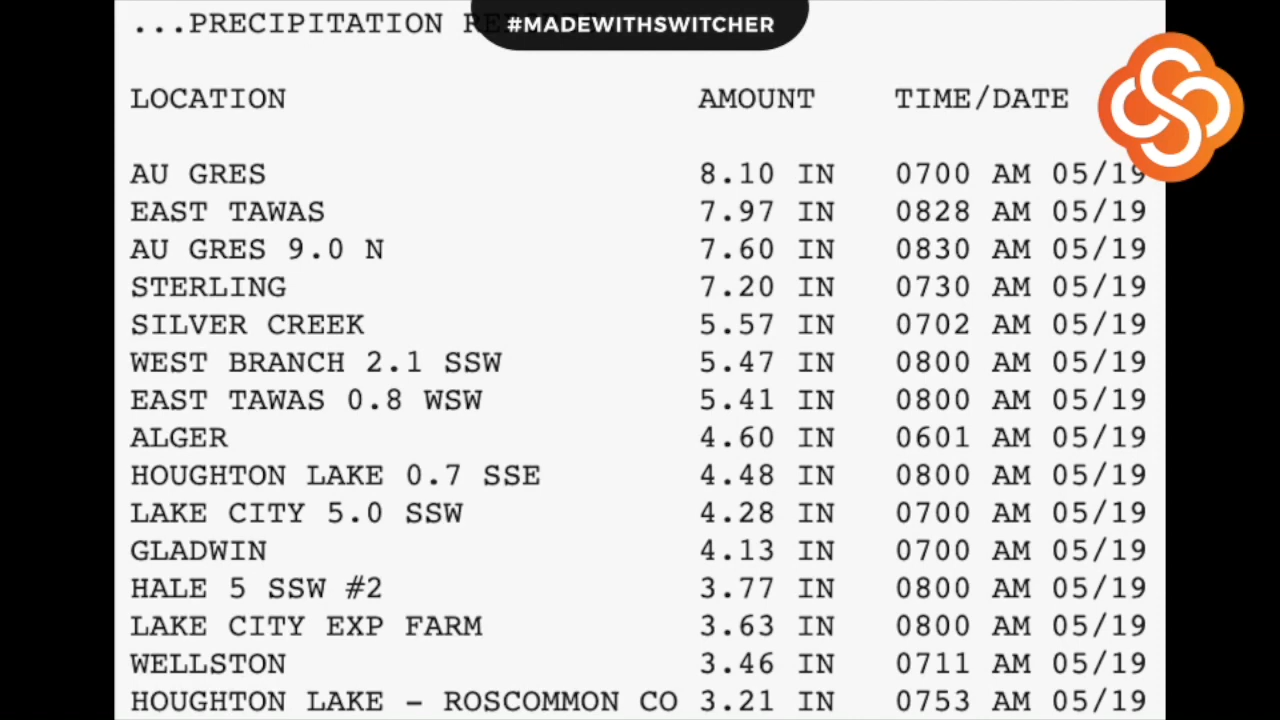 ...PRECIPITATION
#MADEWITHSWITCHER
LOCATION AMOUNT TIME/DATE
AU GRES 8.10 IN 0700 AM 05/19
EAST TAWAS 7.97 IN 0828 AM 05/19
AU GRES 9.0 N 7.60 IN 0830 AM 05/19
STERLING 7.20 IN 0730 AM 05/19
SILVER CREEK 5.57 IN 0702 AM 05/19
WEST BRANCH 2.1 SSW 5.47 IN 0800 AM 05/19
EAST TAWAS 0.8 WSW 5.41 IN 0800 AM 05/19
ALGER 4.60 IN 0601 AM 05/19
HOUGHTON LAKE 0.7 SSE 4.48 IN 0800 AM 05/19
LAKE CITY 5.0 SSW 4.28 IN 0700 AM 05/19
GLADWIN 4.13 IN 0700 AM 05/19
HALE 5 SSW #2 3.77 IN 0800 AM 05/19
LAKE CITY EXP FARM 3.63 IN 0800 AM 05/19
WELLSTON 3.46 IN 0711 AM 05/19
HOUGHTON LAKE - ROSCOMMON CO 3.21 IN 0753 AM 05/19